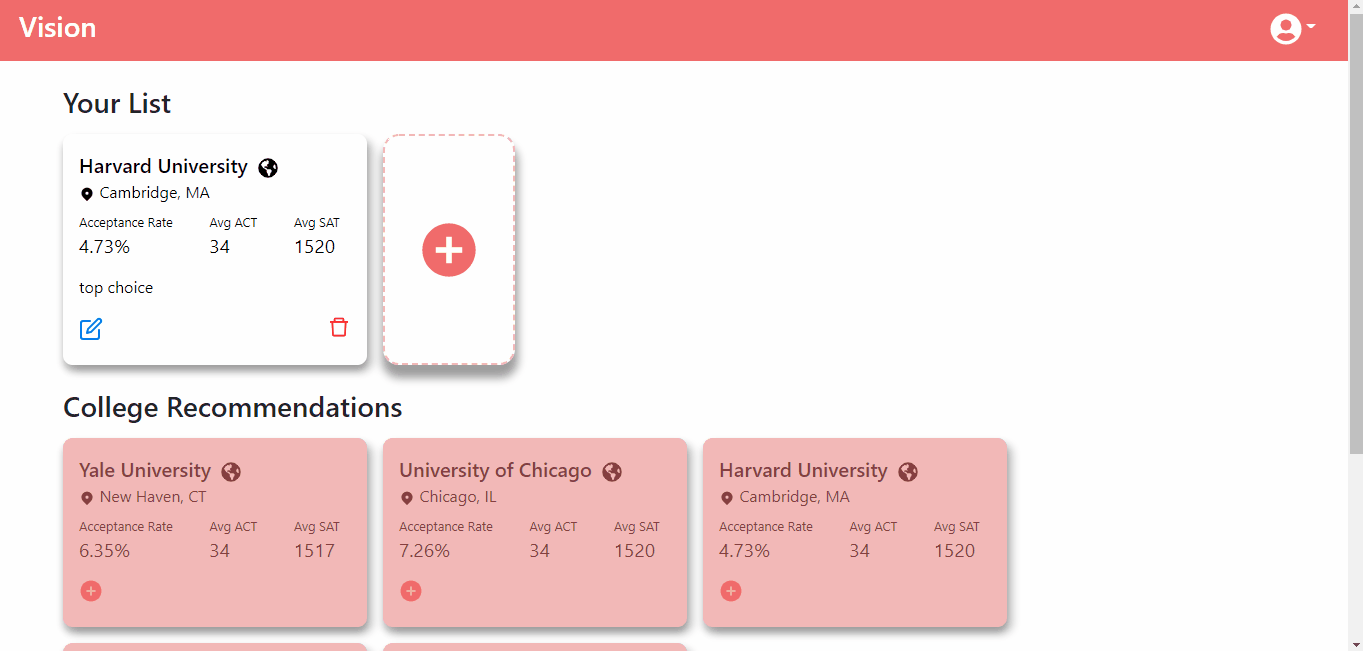 Vision
Your List
Harvard University
Cambridge, MA
Acceptance Rate Avg ACT Avg SAT
4.73% 34 1520
top choice
College Recommendations
Yale University
New Haven, CT
Acceptance Rate Avg ACT Avg SAT
6.35% 34 1517
University of Chicago
Chicago, IL
Acceptance Rate Avg ACT Avg SAT
7.26% 34 1520
Harvard University
Cambridge, MA
Acceptance Rate Avg ACT Avg SAT
4.73% 34 1520